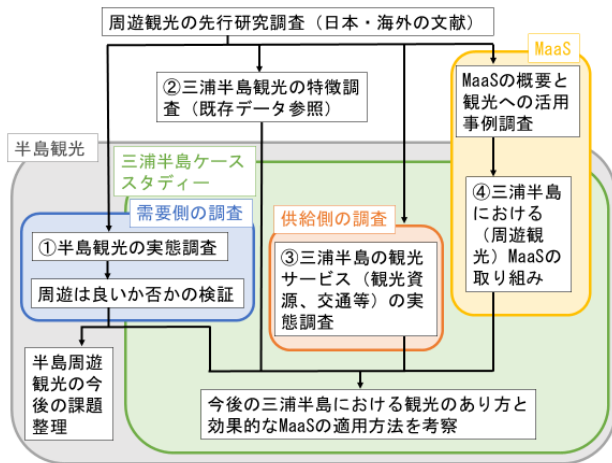 周遊観光の先行研究調査（日本・海外の文献）
MaaS
②三浦半島観光の特徴調
査（既存データ参照）
MaaSの概要と
観光への活用
事例調査
半島観光
三浦半島ケース
スタディー
需要側の調査
供給側の調査
④三浦半島
における
（周遊観
光）MaaSの
取り組み
①半島観光の実態調査
③三浦半島の観光
サービス（観光資
源、交通等）の実
態調査
周遊は良いか否かの検証
半島周遊
観光の今
後の課題
整理
今後の三浦半島における観光のあり方と
効果的なMaaSの適用方法を考察